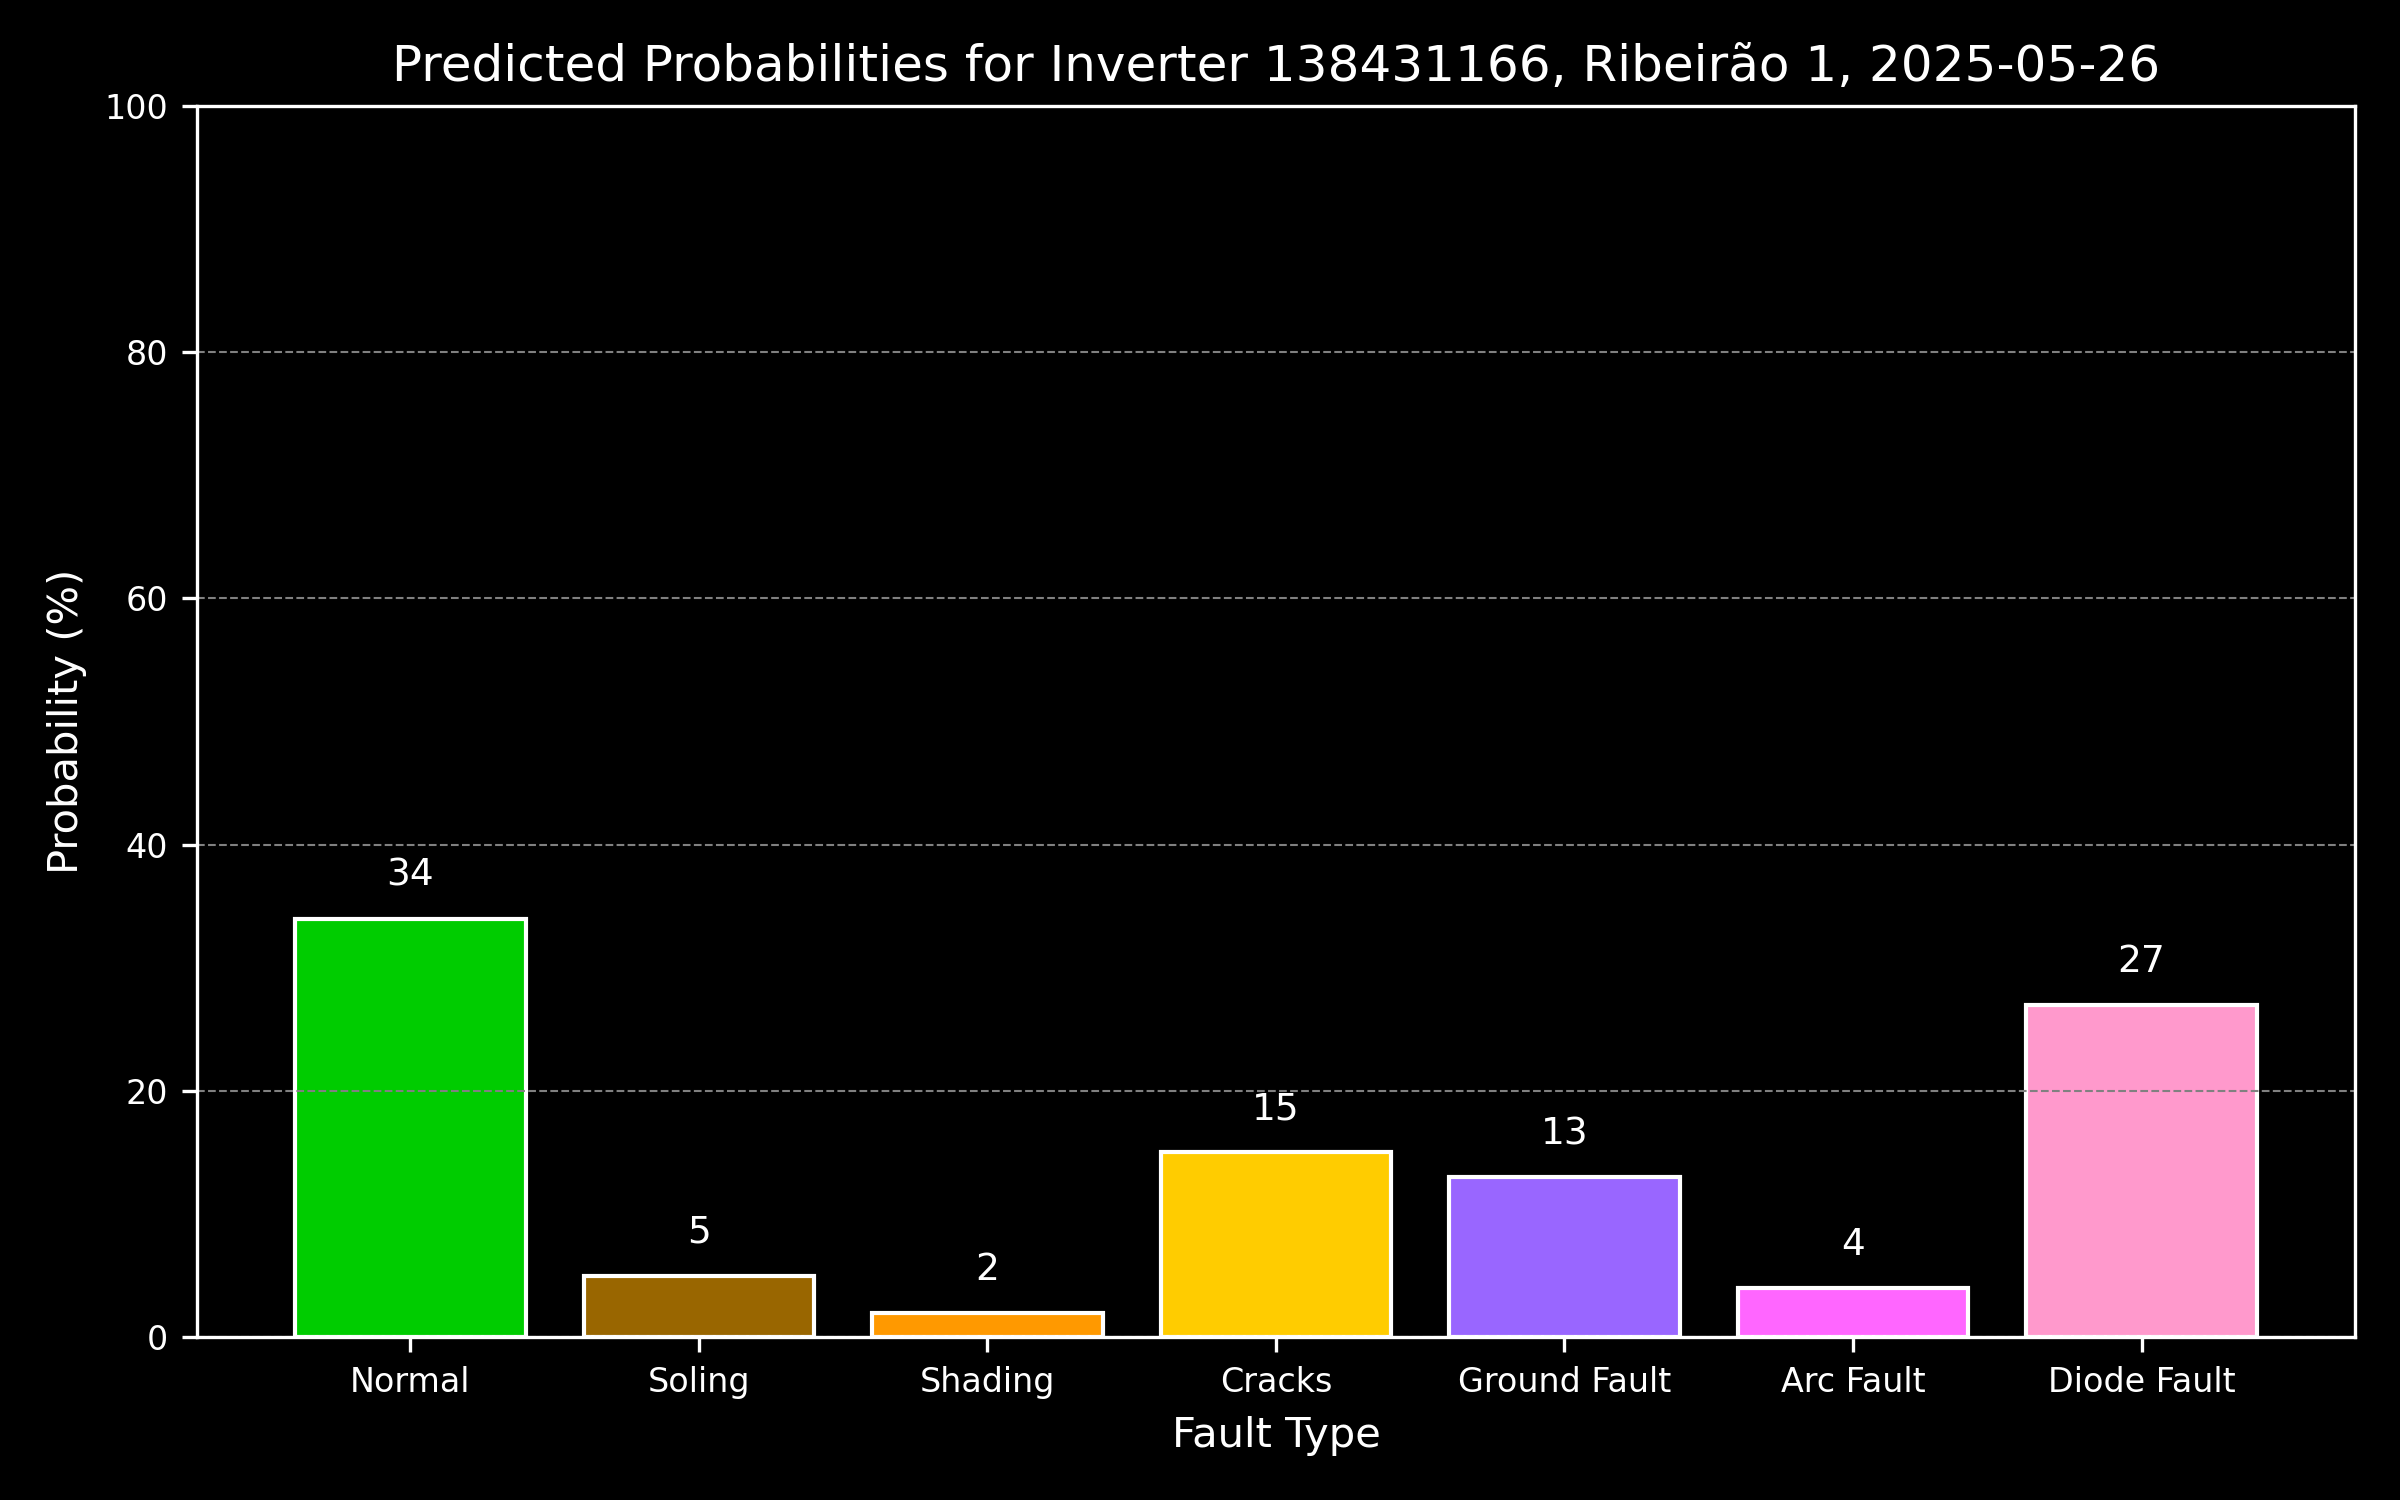 Predicted Probabilities for Inverter 138431166, Ribeirão 1, 2025-05-26
Probability (%)
100
80
60
40
20
0
34
5
2
15
13
4
27
Normal
Soling
Shading
Cracks
Ground Fault
Arc Fault
Diode Fault
Fault Type